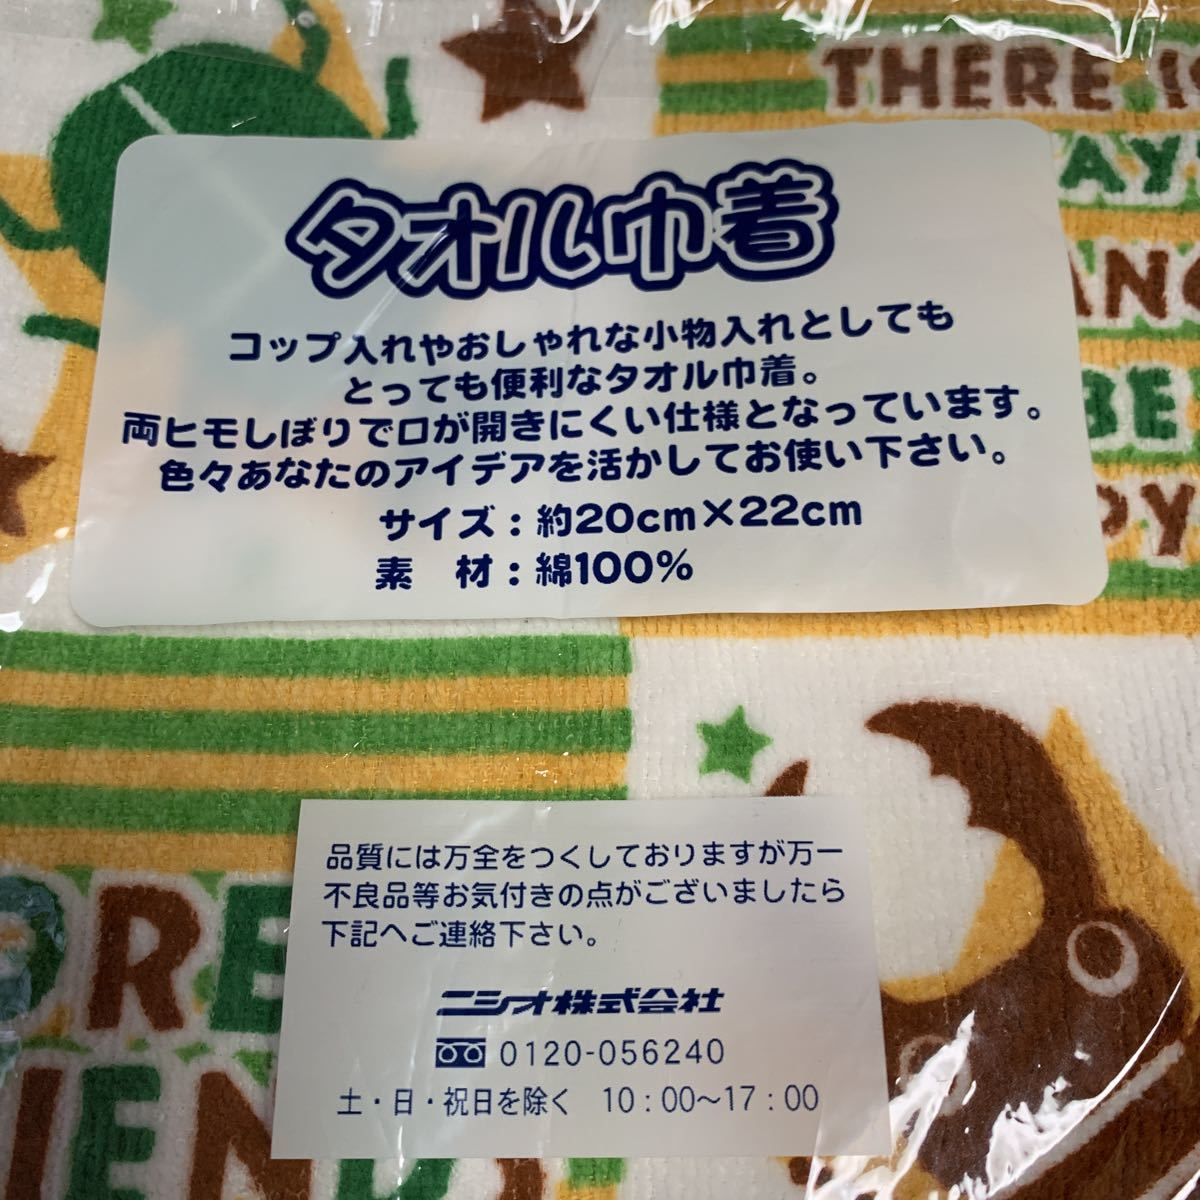 THERE IS
タオル巾着
コップ入れやおしゃれな小物入れとしても
とっても便利なタオル巾着。
両ヒモしぼりで口が開きにくい仕様となっています。
色々あなたのアイデアを活かしてお使い下さい。
サイズ：約20cm×22cm
素　材：綿100%
BE
品質には万全をつくしておりますが万一
不良品等お気付きの点がございましたら
下記へご連絡下さい。
ニシオ株式会社
0120-056240
土・日・祝日を除く　10：00～17：00